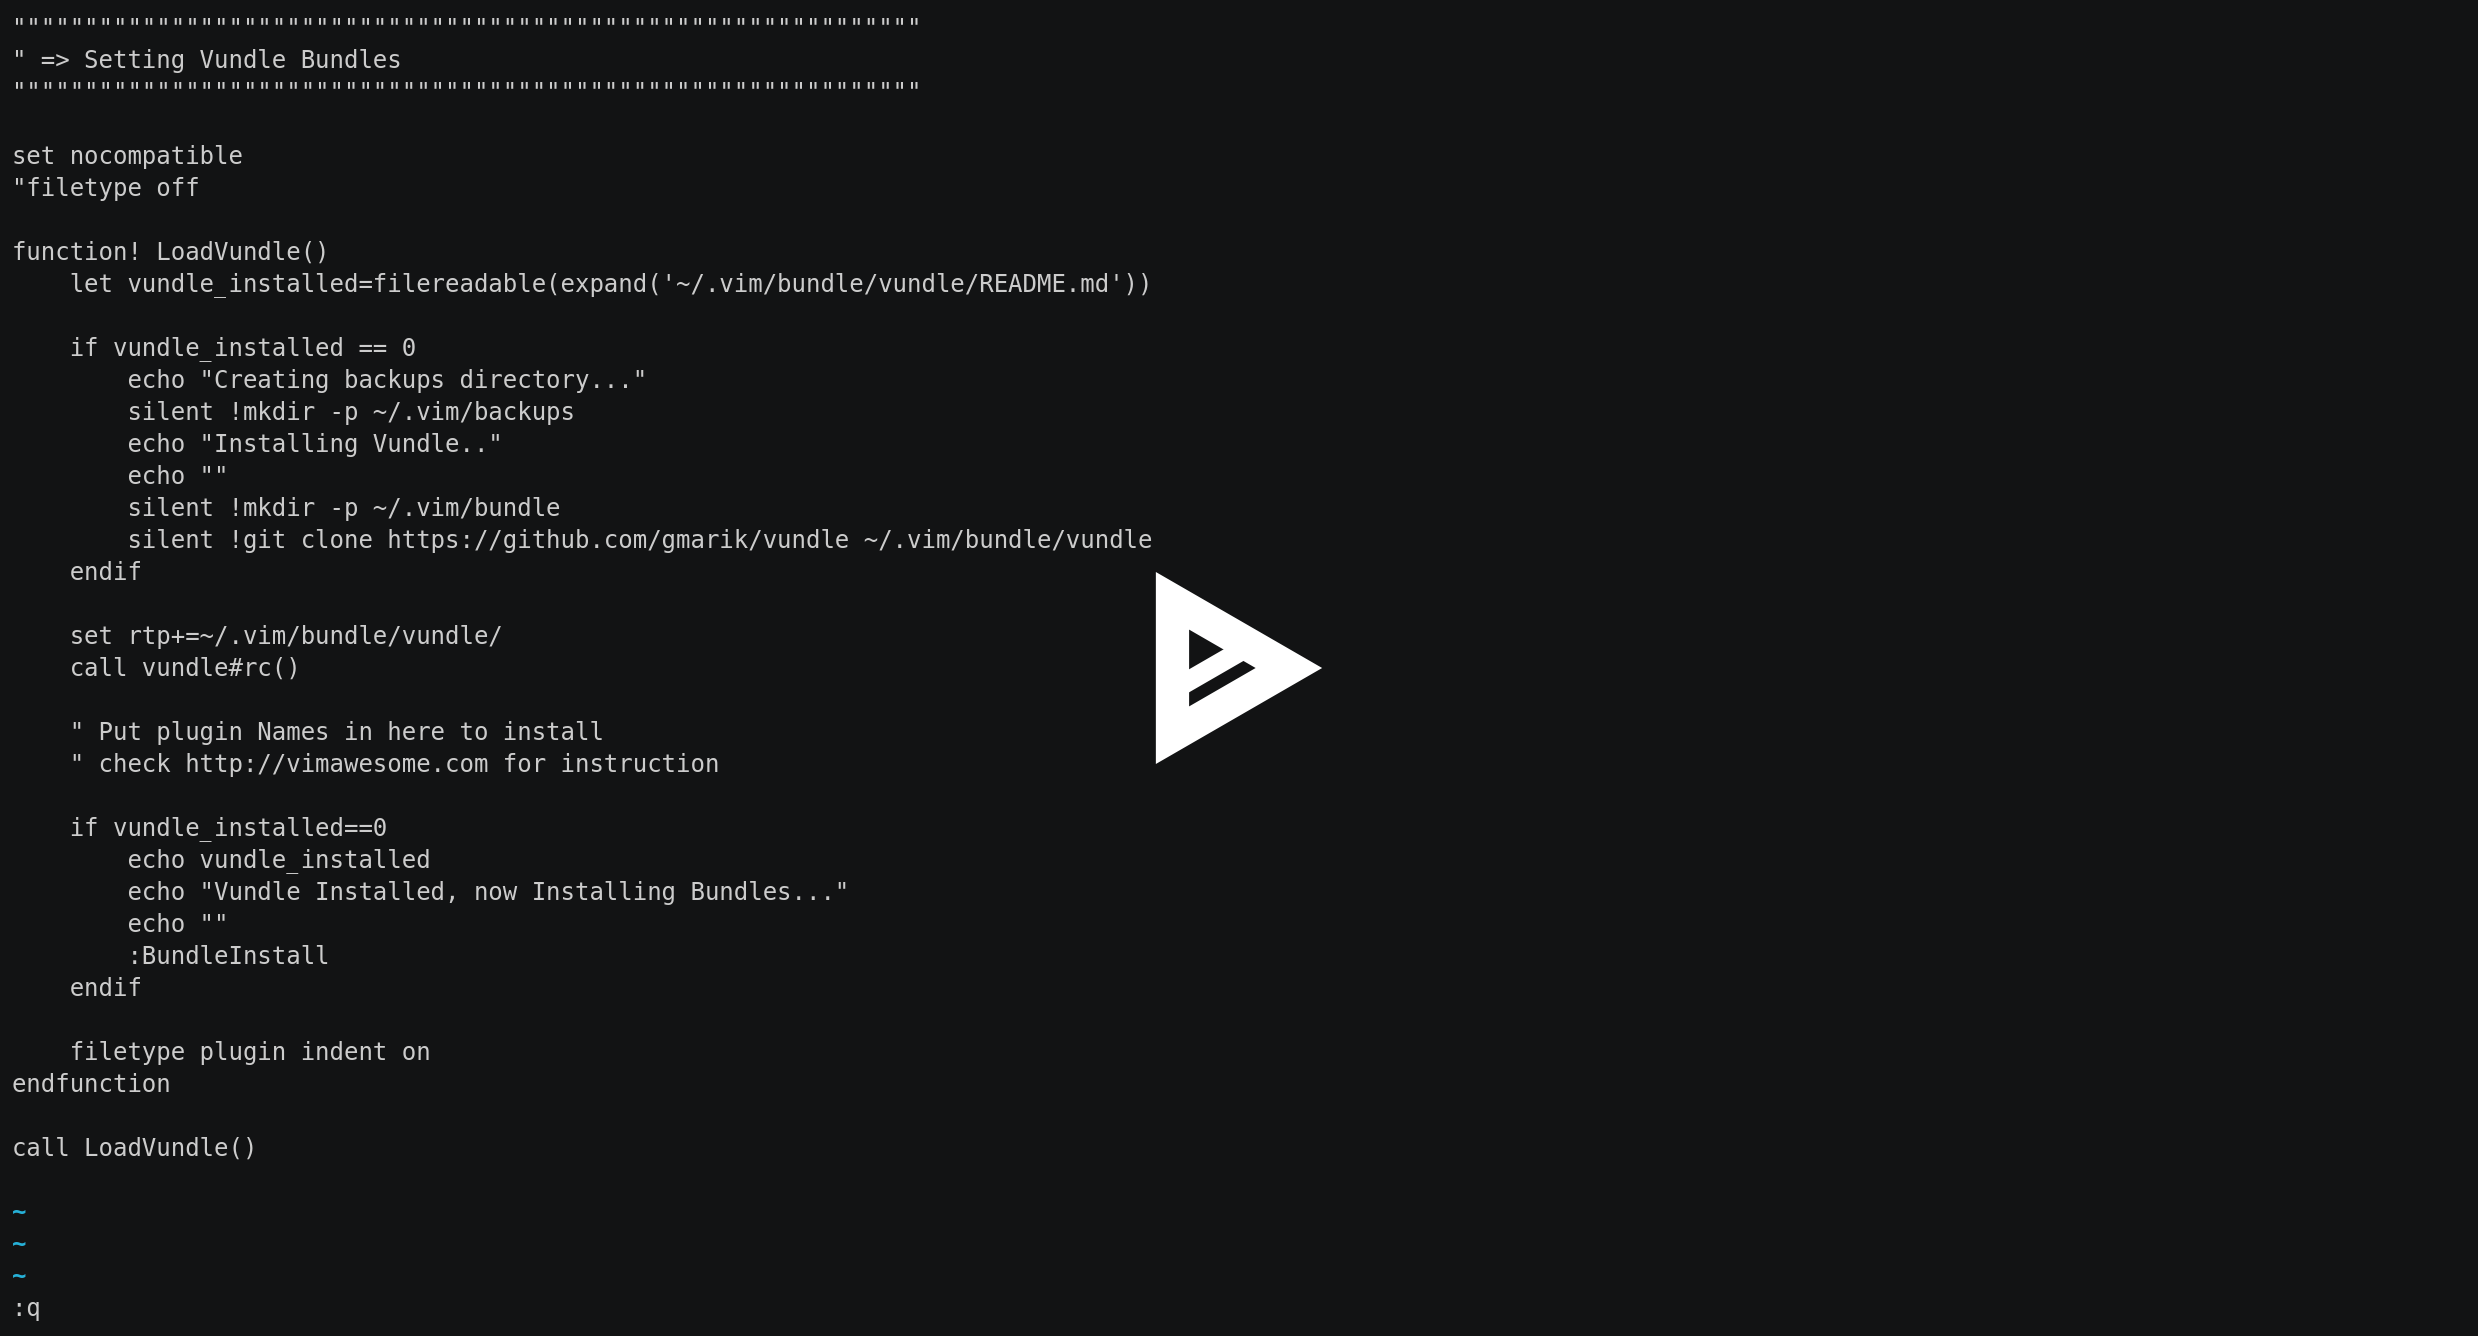 """""""""""""""""""""""""""""""""""""""""""""""""""""""""""""""
" => Setting Vundle Bundles
"""""""""""""""""""""""""""""""""""""""""""""""""""""""""""""""

set nocompatible
"filetype off

function! LoadVundle()
    let vundle_installed=filereadable(expand('~/.vim/bundle/vundle/README.md'))

    if vundle_installed == 0
        echo "Creating backups directory..."
        silent !mkdir -p ~/.vim/backups
        echo "Installing Vundle.."
        echo ""
        silent !mkdir -p ~/.vim/bundle
        silent !git clone https://github.com/gmarik/vundle ~/.vim/bundle/vundle
    endif

    set rtp+=~/.vim/bundle/vundle/
    call vundle#rc()

    " Put plugin Names in here to install
    " check http://vimawesome.com for instruction

    if vundle_installed==0
        echo vundle_installed
        echo "Vundle Installed, now Installing Bundles..."
        echo ""
        :BundleInstall
    endif

    filetype plugin indent on
endfunction

call LoadVundle()

~
~
~
:q